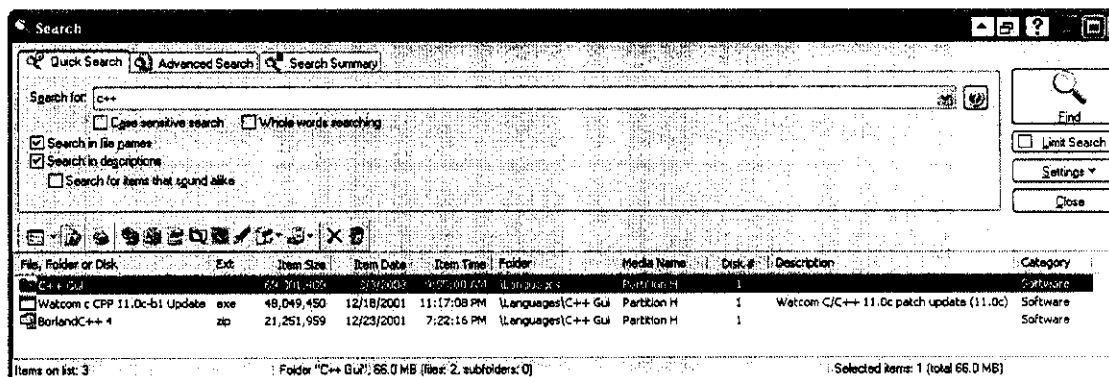 Search
Quick Search Advanced Search Search Summary
Search for: c++
Find
Case sensitive search Whole words searching
Search in file names
Limit Search
Search in descriptions
Settings
Search for items that sound alike
Close
File, Folder or Disk Ext Item Size Item Date Item Time Folder Media Name Disk # Description Category
C++ Gui \Languages Partition H 1 Software
Watcom c CPP 11.0c-b1 Update exe 48,049,450 12/18/2001 11:17:08 PM \Languages\C++ Gui Partition H 1 Watcom C/C++ 11.0c patch update (11.0c) Software
BorlandC++ 4 zip 21,251,959 12/23/2001 7:22:16 PM \Languages\C++ Gui Partition H 1 Software
Items on list: 3 Folder "C++ Gui", 66.0 MB (files: 2, subfolders: 0) Selected items: 1 (total 66.0 MB)